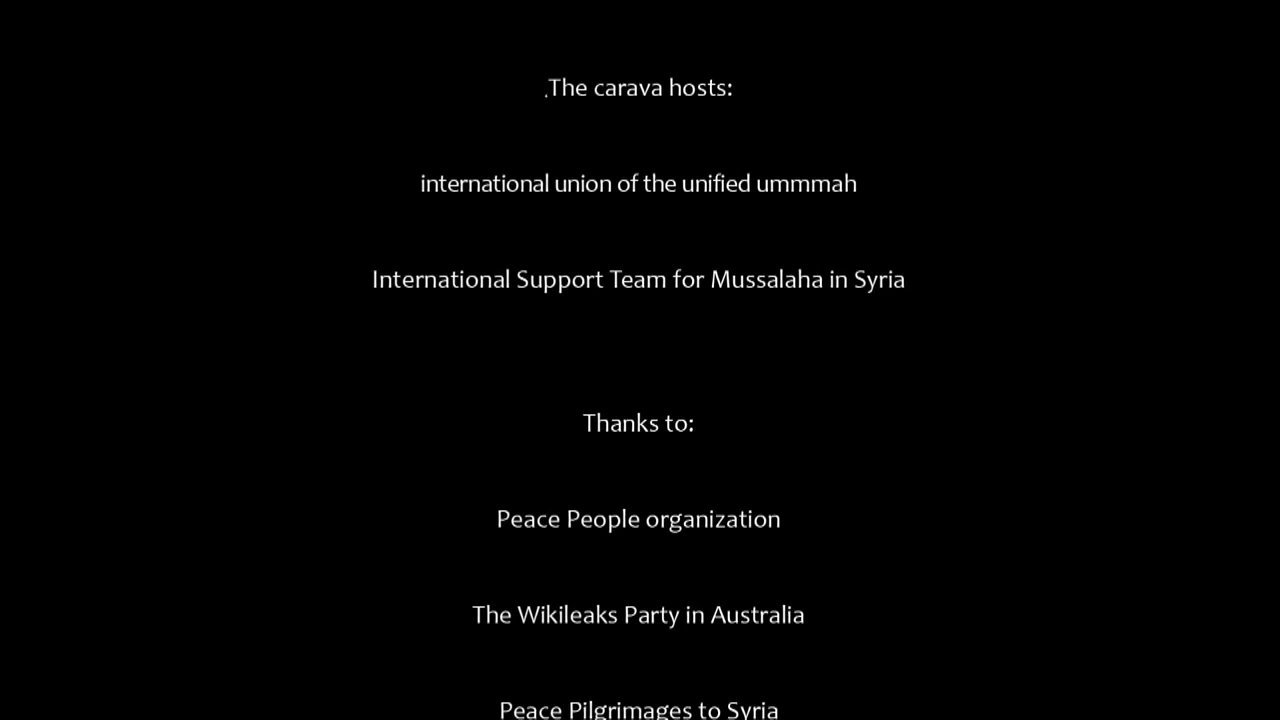 .The carava hosts:
international union of the unified ummmah
International Support Team for Mussalaha in Syria
Thanks to:
Peace People organization
The Wikileaks Party in Australia
Peace Pilgrimages to Syria